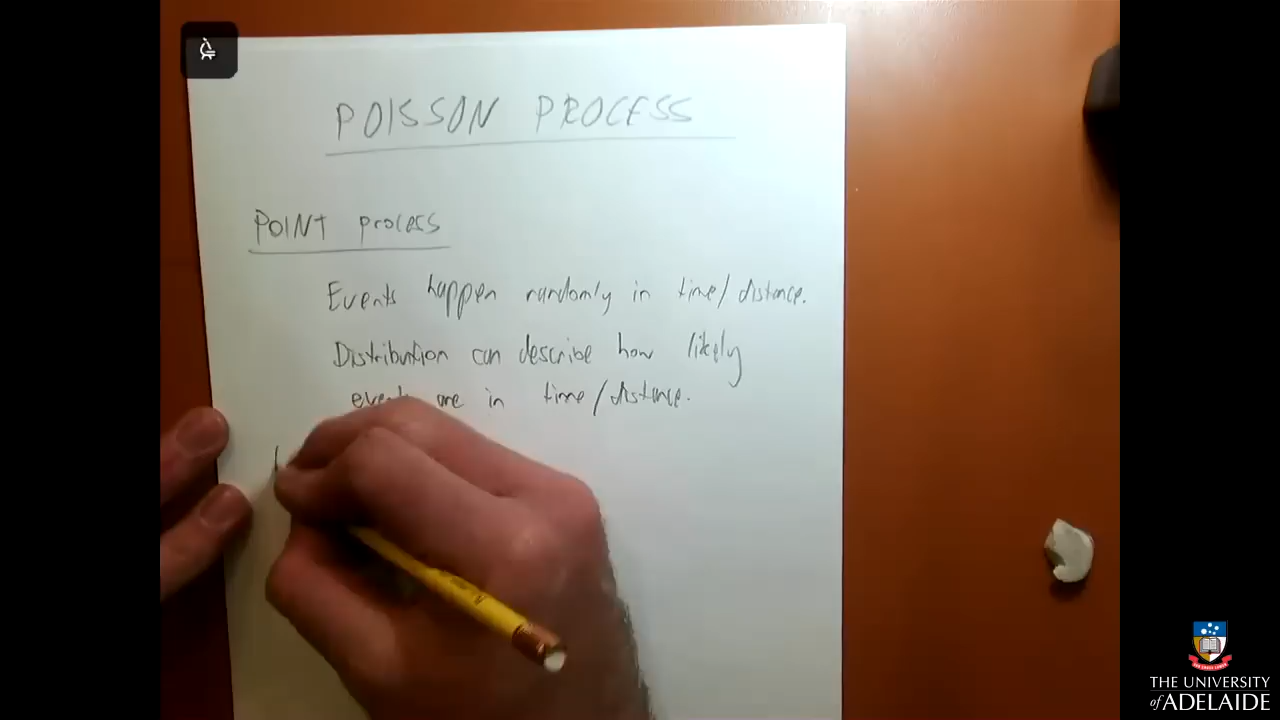 POISSON PROCESS
POINT process
Events happen randomly in time/distance.
Distribution can describe how likely
events are in time/distance.
THE UNIVERSITY
of ADELAIDE